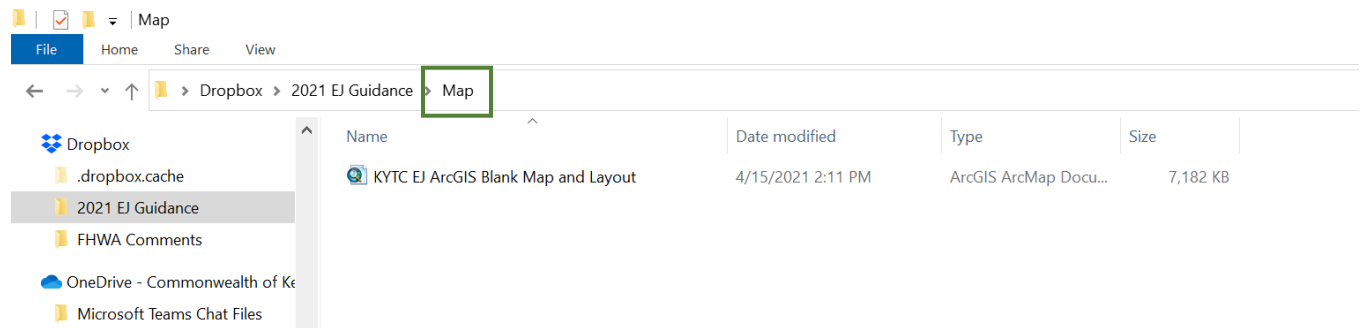 Map
File Home Share View
Dropbox > 2021 EJ Guidance > Map
Name Date modified Type Size
Dropbox
.dropbox.cache
KYTC EJ ArcGIS Blank Map and Layout 4/15/2021 2:11 PM ArcGIS ArcMap Docu... 7,182 KB
2021 EJ Guidance
FHWA Comments
OneDrive - Commonwealth of Ke
Microsoft Teams Chat Files